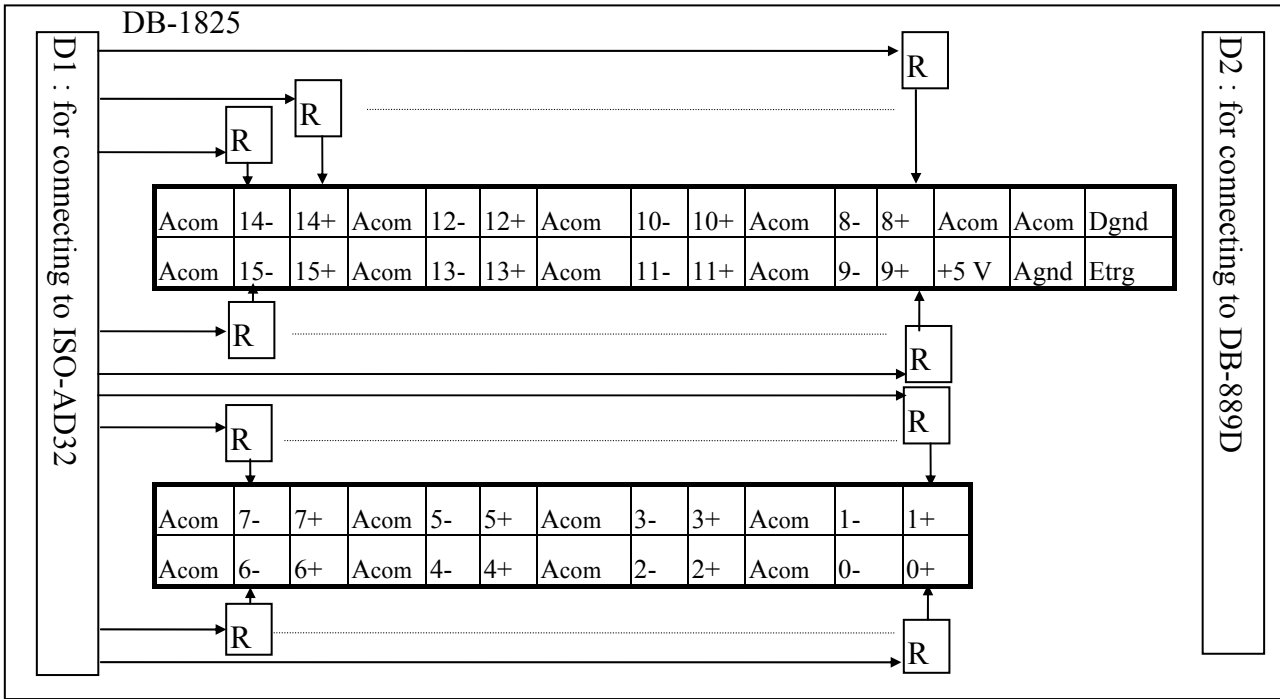 DB-1825
D1 : for connecting to ISO-AD32
D2 : for connecting to DB-889D
R
R
R
Acom 14- 14+ Acom 12- 12+ Acom 10- 10+ Acom 8- 8+ Acom Acom Dgnd
Acom 15- 15+ Acom 13- 13+ Acom 11- 11+ Acom 9- 9+ +5 V Agnd Etrg
R
R
R
R
Acom 7- 7+ Acom 5- 5+ Acom 3- 3+ Acom 1- 1+
Acom 6- 6+ Acom 4- 4+ Acom 2- 2+ Acom 0- 0+
R
R